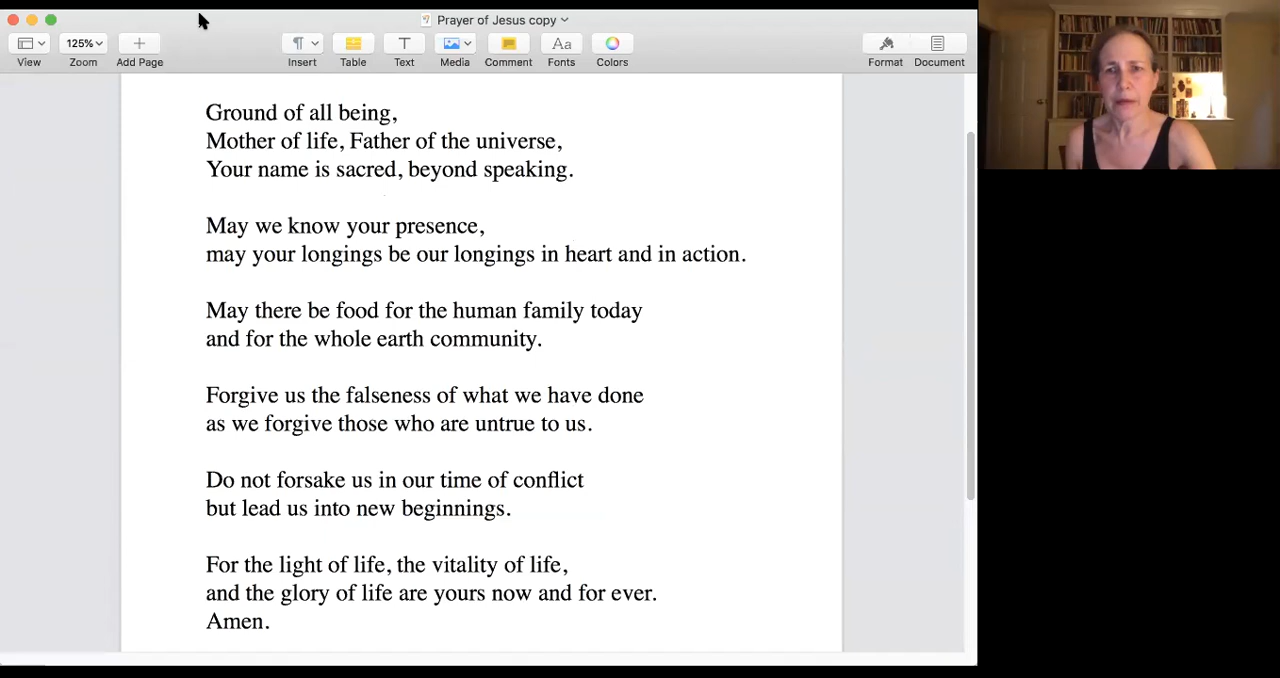 Prayer of Jesus copy
125%
View
Zoom
Add Page
Insert
Table
Text
Media
Comment
Aa
Fonts
Colors
Format
Document
Ground of all being,
Mother of life, Father of the universe,
Your name is sacred, beyond speaking.
May we know your presence,
may your longings be our longings in heart and in action.
May there be food for the human family today
and for the whole earth community.
Forgive us the falseness of what we have done
as we forgive those who are untrue to us.
Do not forsake us in our time of conflict
but lead us into new beginnings.
For the light of life, the vitality of life,
and the glory of life are yours now and for ever.
Amen.